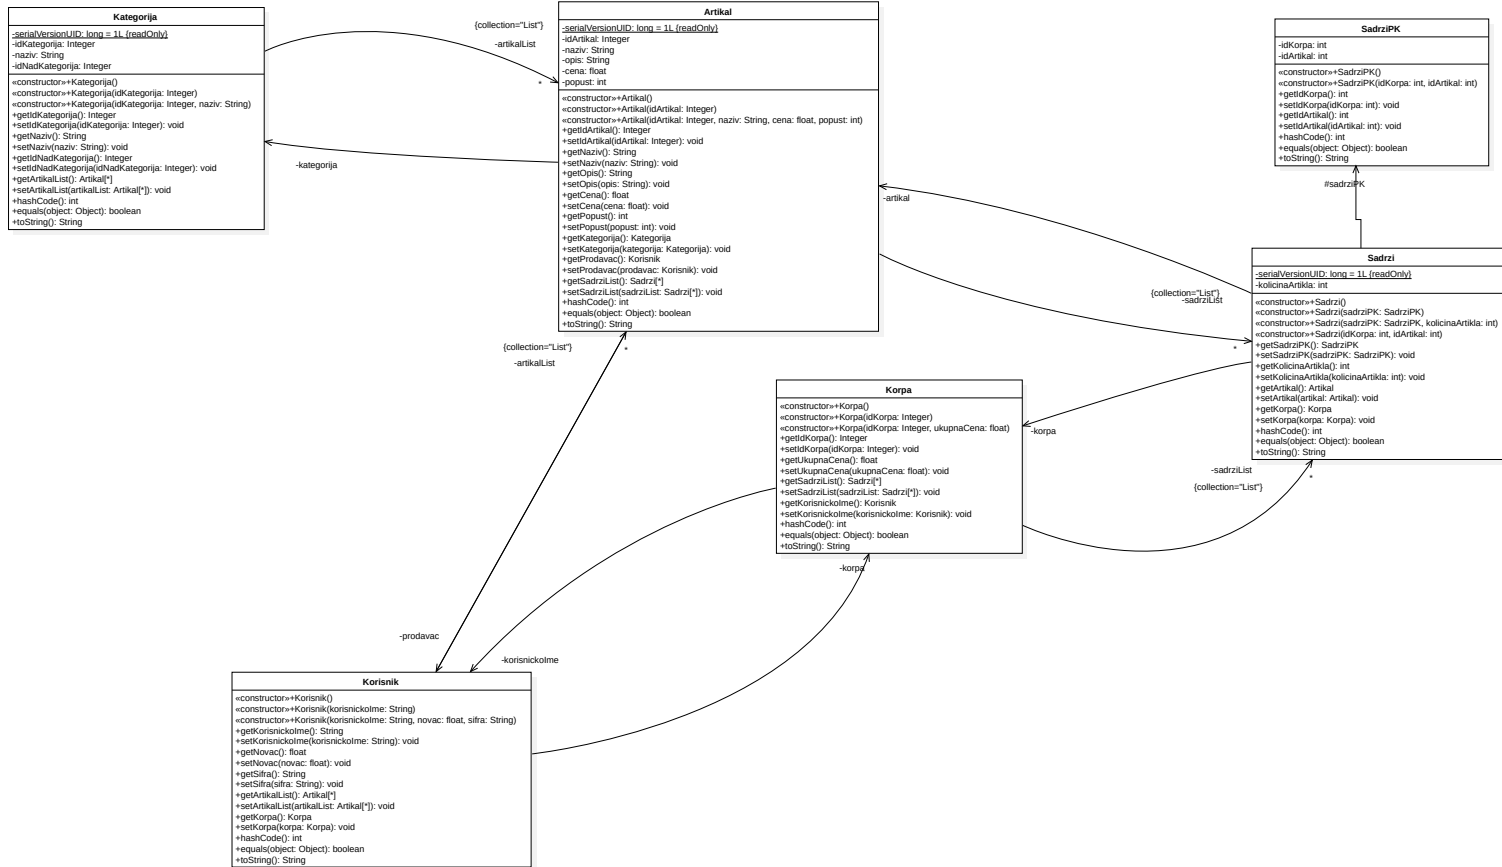 Kategorija
-serialVersionUID: long = 1L {readOnly}
-idKategorija: Integer
-naziv: String
-idNadKategorija: Integer
«constructor»+Kategorija()
«constructor»+Kategorija(idKategorija: Integer)
«constructor»+Kategorija(idKategorija: Integer, naziv: String)
+getIdKategorija(): Integer
+setIdKategorija(idKategorija: Integer): void
+getNaziv(): String
+setNaziv(naziv: String): void
+getIdNadKategorija(): Integer
+setIdNadKategorija(idNadKategorija: Integer): void
+getArtikalList(): Artikal[*]
+setArtikalList(artikalList: Artikal[*]): void
+hashCode(): int
+equals(object: Object): boolean
+toString(): String
{collection="List"}
-artikalList
*
-kategorija
Artikal
-serialVersionUID: long = 1L {readOnly}
-idArtikal: Integer
-naziv: String
-opis: String
-cena: float
-popust: int
«constructor»+Artikal()
«constructor»+Artikal(idArtikal: Integer)
«constructor»+Artikal(idArtikal: Integer, naziv: String, cena: float, popust: int)
+getIdArtikal(): Integer
+setIdArtikal(idArtikal: Integer): void
+getNaziv(): String
+setNaziv(naziv: String): void
+getOpis(): String
+setOpis(opis: String): void
+getCena(): float
+setCena(cena: float): void
+getPopust(): int
+setPopust(popust: int): void
+getKategorija(): Kategorija
+setKategorija(kategorija: Kategorija): void
+getProdavac(): Korisnik
+setProdavac(prodavac: Korisnik): void
+getSadrziList(): Sadrzi[*]
+setSadrziList(sadrziList: Sadrzi[*]): void
+hashCode(): int
+equals(object: Object): boolean
+toString(): String
SadrziPK
-idKorpa: int
-idArtikal: int
«constructor»+SadrziPK()
«constructor»+SadrziPK(idKorpa: int, idArtikal: int)
+getIdKorpa(): int
+setIdKorpa(idKorpa: int): void
+getIdArtikal(): int
+setIdArtikal(idArtikal: int): void
+hashCode(): int
+equals(object: Object): boolean
+toString(): String
#sadrziPK
-artikal
{collection="List"}
-sadrziList
*
Sadrzi
-serialVersionUID: long = 1L {readOnly}
-kolicinaArtikla: int
«constructor»+Sadrzi()
«constructor»+Sadrzi(sadrziPK: SadrziPK)
«constructor»+Sadrzi(sadrziPK: SadrziPK, kolicinaArtikla: int)
«constructor»+Sadrzi(idKorpa: int, idArtikal: int)
+getSadrziPK(): SadrziPK
+setSadrziPK(sadrziPK: SadrziPK): void
+getKolicinaArtikla(): int
+setKolicinaArtikla(kolicinaArtikla: int): void
+getArtikal(): Artikal
+setArtikal(artikal: Artikal): void
+getKorpa(): Korpa
+setKorpa(korpa: Korpa): void
+hashCode(): int
+equals(object: Object): boolean
+toString(): String
{collection="List"}
-artikalList
*
Korpa
«constructor»+Korpa()
«constructor»+Korpa(idKorpa: Integer)
«constructor»+Korpa(idKorpa: Integer, ukupnaCena: float)
+getIdKorpa(): Integer
+setIdKorpa(idKorpa: Integer): void
+getUkupnaCena(): float
+setUkupnaCena(ukupnaCena: float): void
+getSadrziList(): Sadrzi[*]
+setSadrziList(sadrziList: Sadrzi[*]): void
+getKorisnickoIme(): Korisnik
+setKorisnickoIme(korisnickoIme: Korisnik): void
+hashCode(): int
+equals(object: Object): boolean
+toString(): String
-korpa
-sadrziList
*
{collection="List"}
-korpa
-prodavac
-korisnickoIme
Korisnik
«constructor»+Korisnik()
«constructor»+Korisnik(korisnickoIme: String)
«constructor»+Korisnik(korisnickoIme: String, novac: float, sifra: String)
+getKorisnickoIme(): String
+setKorisnickoIme(korisnickoIme: String): void
+getNovac(): float
+setNovac(novac: float): void
+getSifra(): String
+setSifra(sifra: String): void
+getArtikalList(): Artikal[*]
+setArtikalList(artikalList: Artikal[*]): void
+getKorpa(): Korpa
+setKorpa(korpa: Korpa): void
+hashCode(): int
+equals(object: Object): boolean
+toString(): String